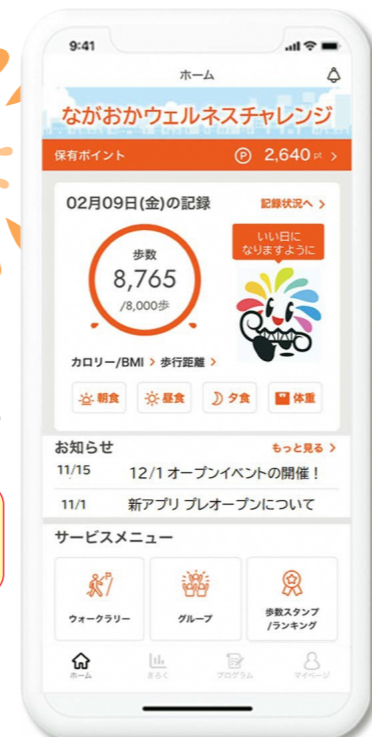 9:41
ホーム
ながおかウェルネスチャレンジ
保有ポイント
P 2,640 pt >
02月09日(金)の記録
記録状況へ >
歩数
8,765
/8,000歩
いい日に
なりますように
カロリー/BMI > 歩行距離 >
朝食
昼食
夕食
体重
お知らせ
もっと見る >
11/15 12/1オープンイベントの開催！
11/1 新アプリ プレオープンについて
サービスメニュー
ウォークラリー
グループ
歩数スタンプ
/ランキング
ホーム
きろく
プログラム
マイページ